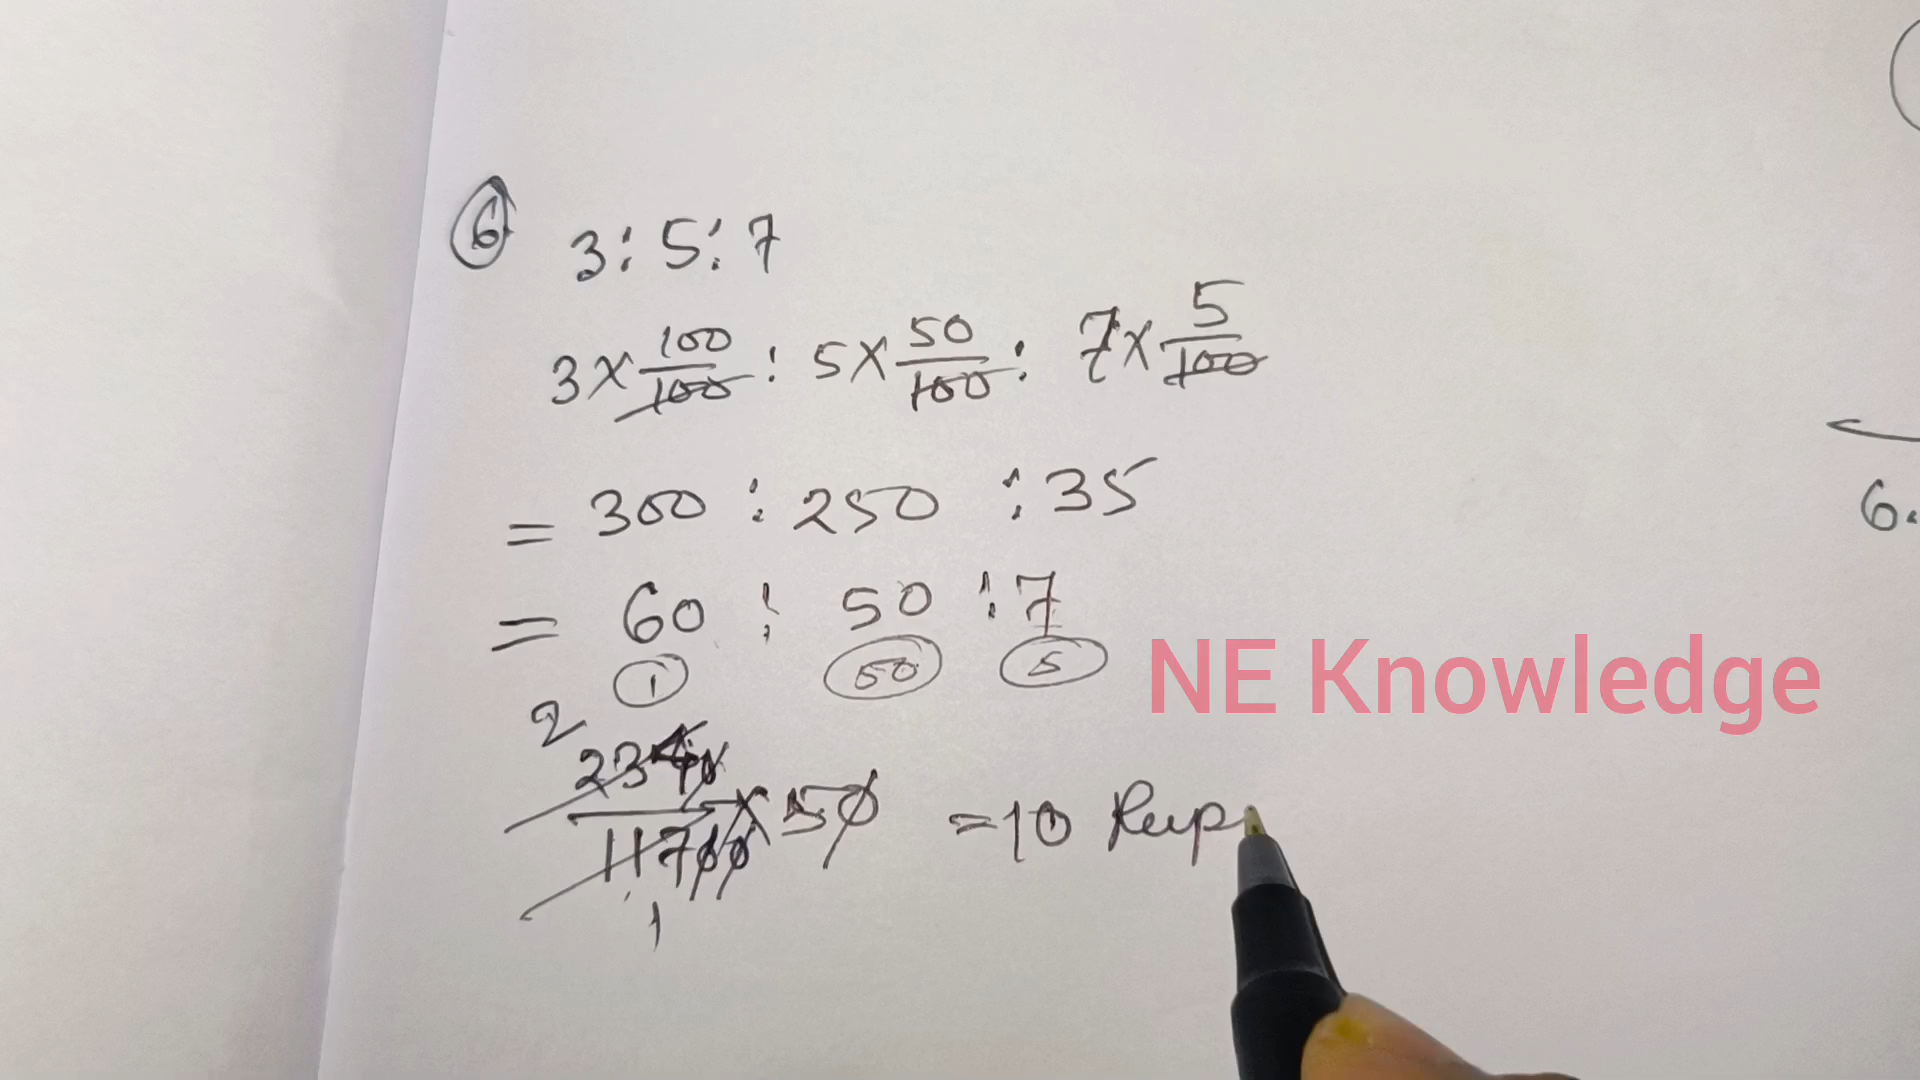 6 3:5:7
3×100/100 : 5×50/100 : 7×5/100
= 300 : 250 : 35
= 60 : 50 : 7
1 50 5
NE Knowledge
2
2340/11700 × 50 = 10 Rup
1
6.